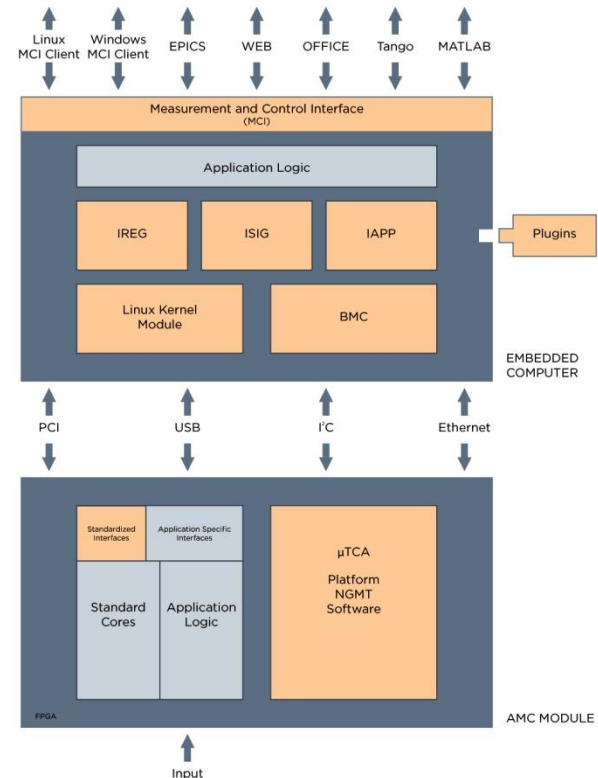 Linux
MCI Client
Windows
MCI Client
EPICS
WEB
OFFICE
Tango
MATLAB
Measurement and Control Interface
(MCI)
Application Logic
IREG
ISIG
IAPP
Plugins
Linux Kernel
Module
BMC
EMBEDDED
COMPUTER
PCI
USB
I²C
Ethernet
Standardized
Interfaces
Application Specific
Interfaces
µTCA
Platform
NGMT
Software
Standard
Cores
Application
Logic
FPGA
AMC MODULE
Input